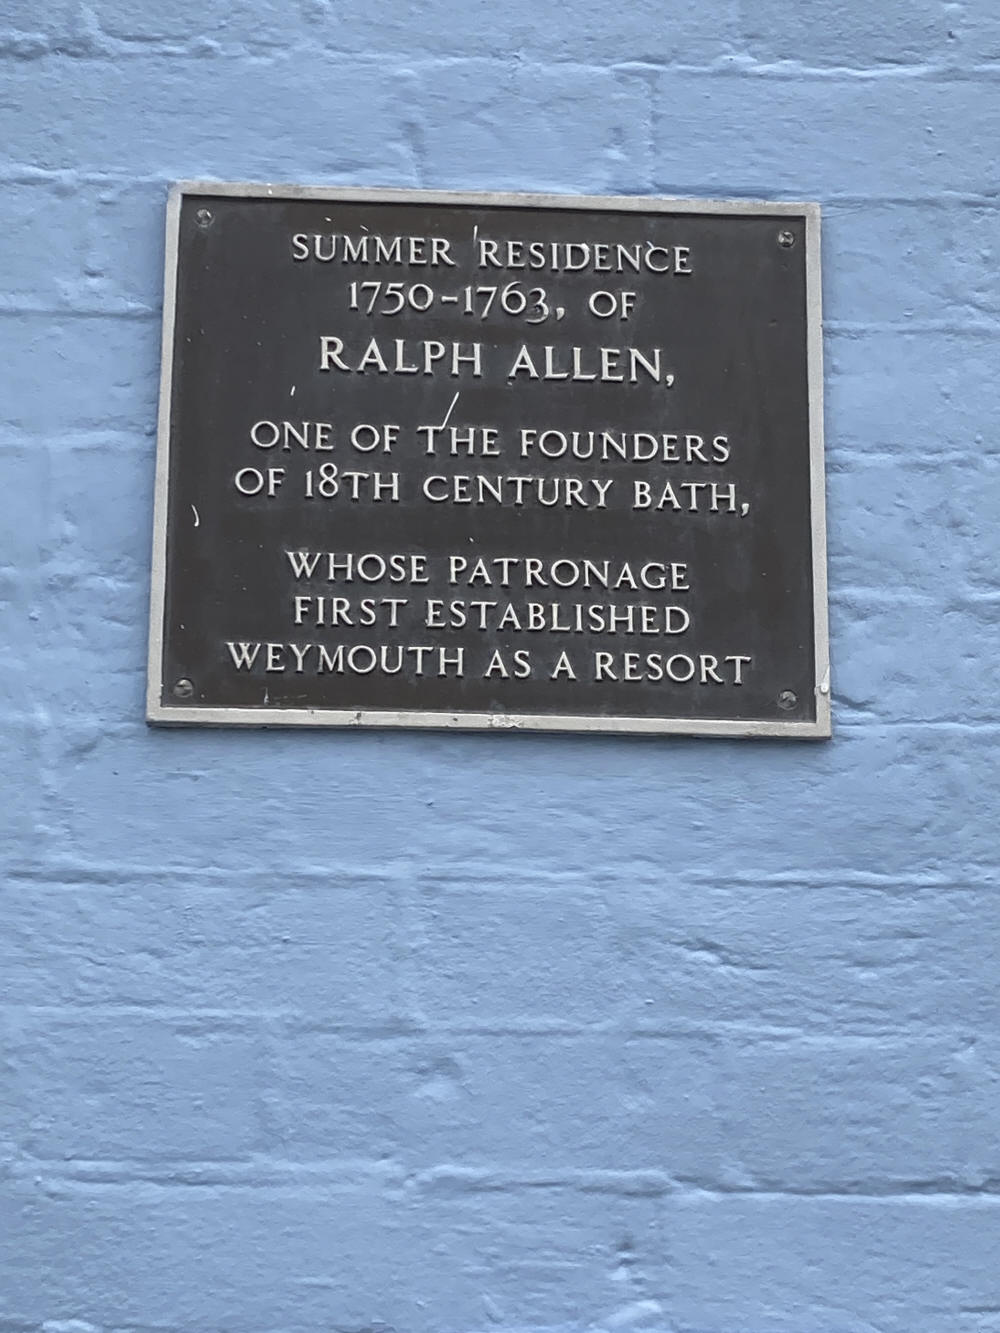 SUMMER RESIDENCE
1750-1763, OF
RALPH ALLEN,
ONE OF THE FOUNDERS
OF 18TH CENTURY BATH,
WHOSE PATRONAGE
FIRST ESTABLISHED
WEYMOUTH AS A RESORT